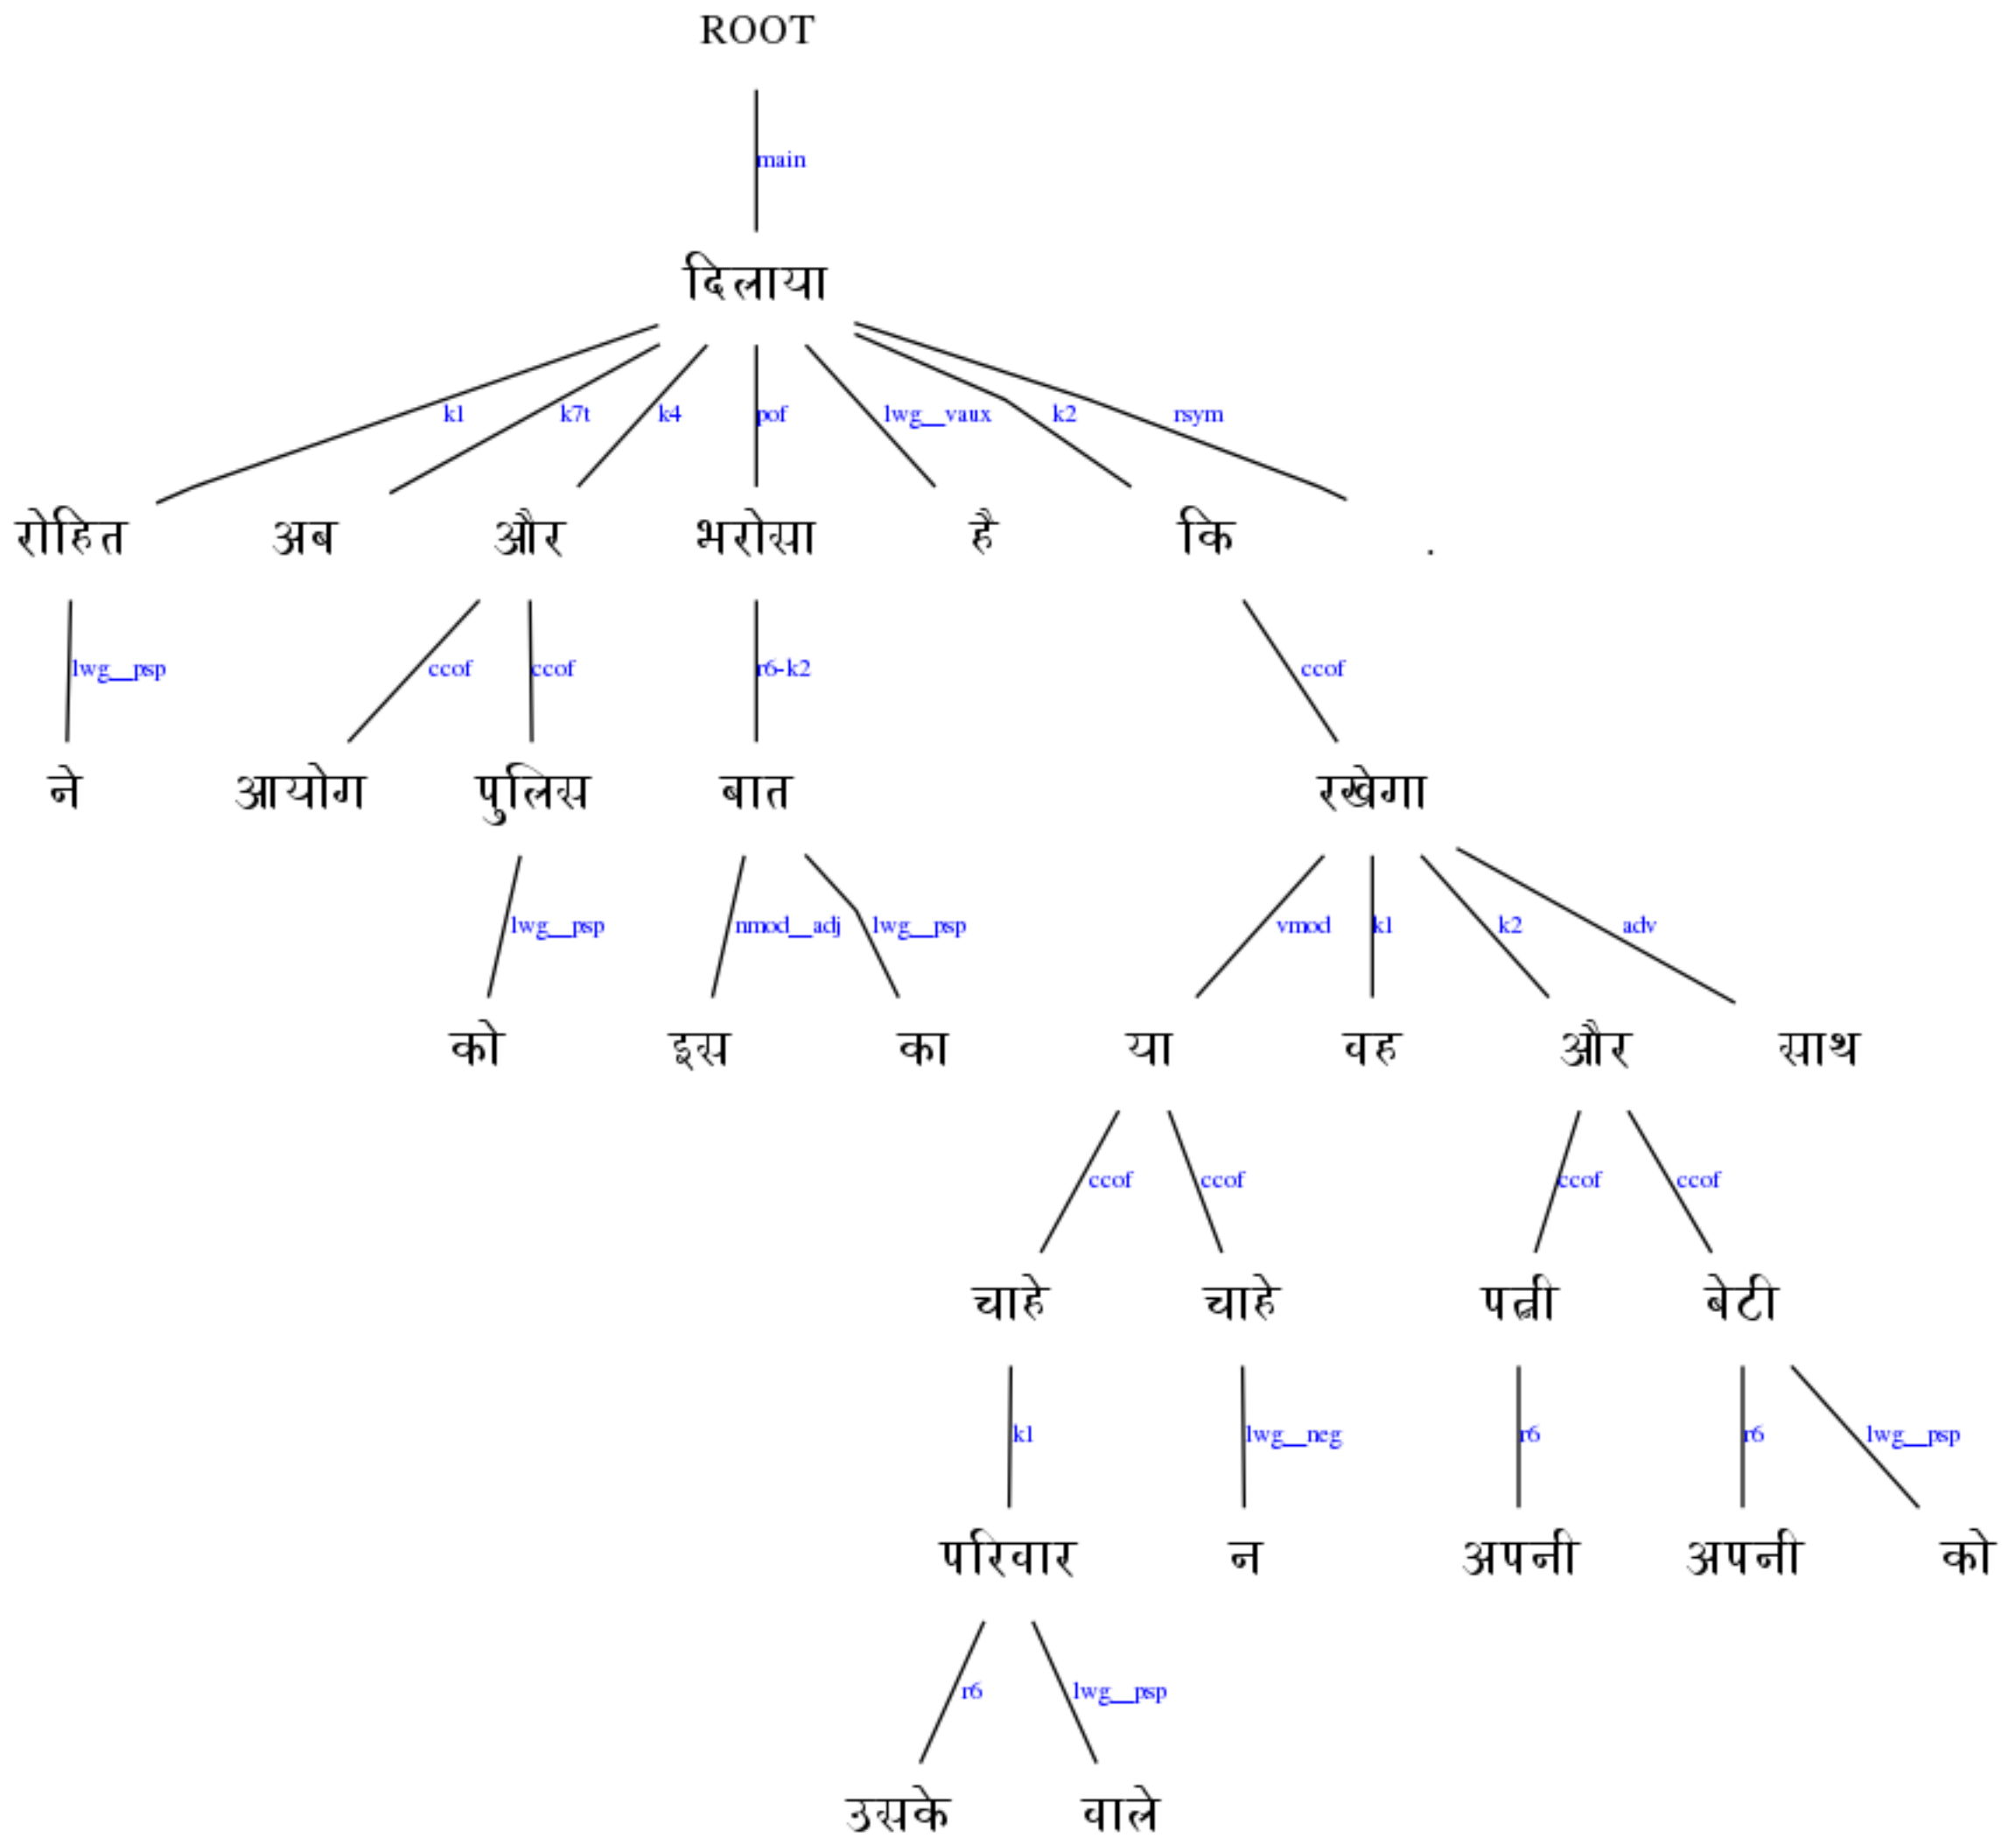 ROOT
main
दिलाया
k1 k7t k4 pof lwg__vaux k2 rsym
रोहित अब और भरोसा है कि .
lwg__psp ccof ccof r6-k2 ccof
ने आयोग पुलिस बात रखेगा
lwg__psp nmod__adj lwg__psp vmod k1 k2 adv
को इस का या वह और साथ
ccof ccof ccof ccof
चाहे चाहे पत्नी बेटी
k1 lwg__neg r6 r6 lwg__psp
परिवार न अपनी अपनी को
r6 lwg__psp
उसके वाले